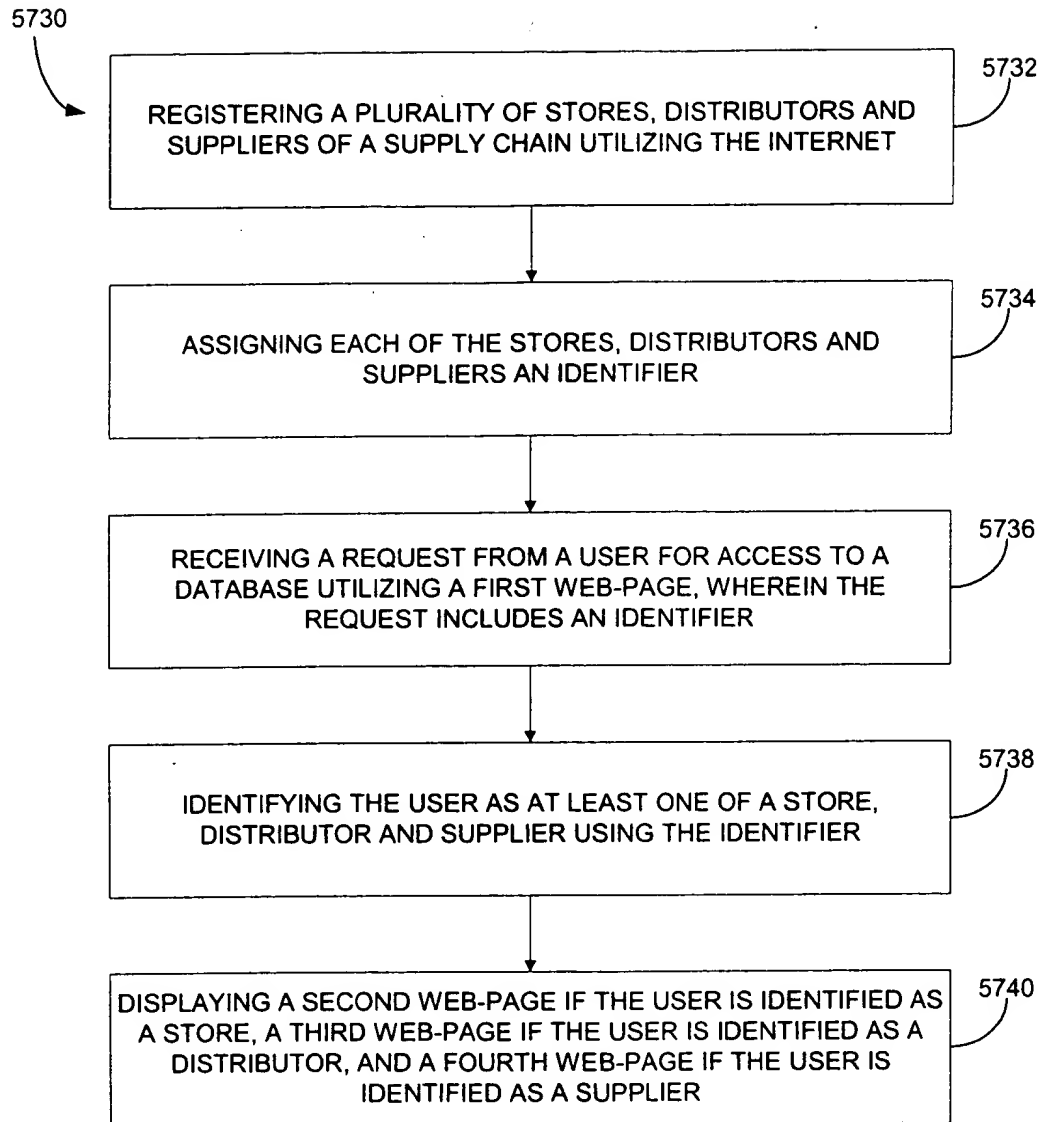 5730
5732
REGISTERING A PLURALITY OF STORES, DISTRIBUTORS AND
SUPPLIERS OF A SUPPLY CHAIN UTILIZING THE INTERNET
5734
ASSIGNING EACH OF THE STORES, DISTRIBUTORS AND
SUPPLIERS AN IDENTIFIER
5736
RECEIVING A REQUEST FROM A USER FOR ACCESS TO A
DATABASE UTILIZING A FIRST WEB-PAGE, WHEREIN THE
REQUEST INCLUDES AN IDENTIFIER
5738
IDENTIFYING THE USER AS AT LEAST ONE OF A STORE,
DISTRIBUTOR AND SUPPLIER USING THE IDENTIFIER
5740
DISPLAYING A SECOND WEB-PAGE IF THE USER IS IDENTIFIED AS
A STORE, A THIRD WEB-PAGE IF THE USER IS IDENTIFIED AS A
DISTRIBUTOR, AND A FOURTH WEB-PAGE IF THE USER IS
IDENTIFIED AS A SUPPLIER